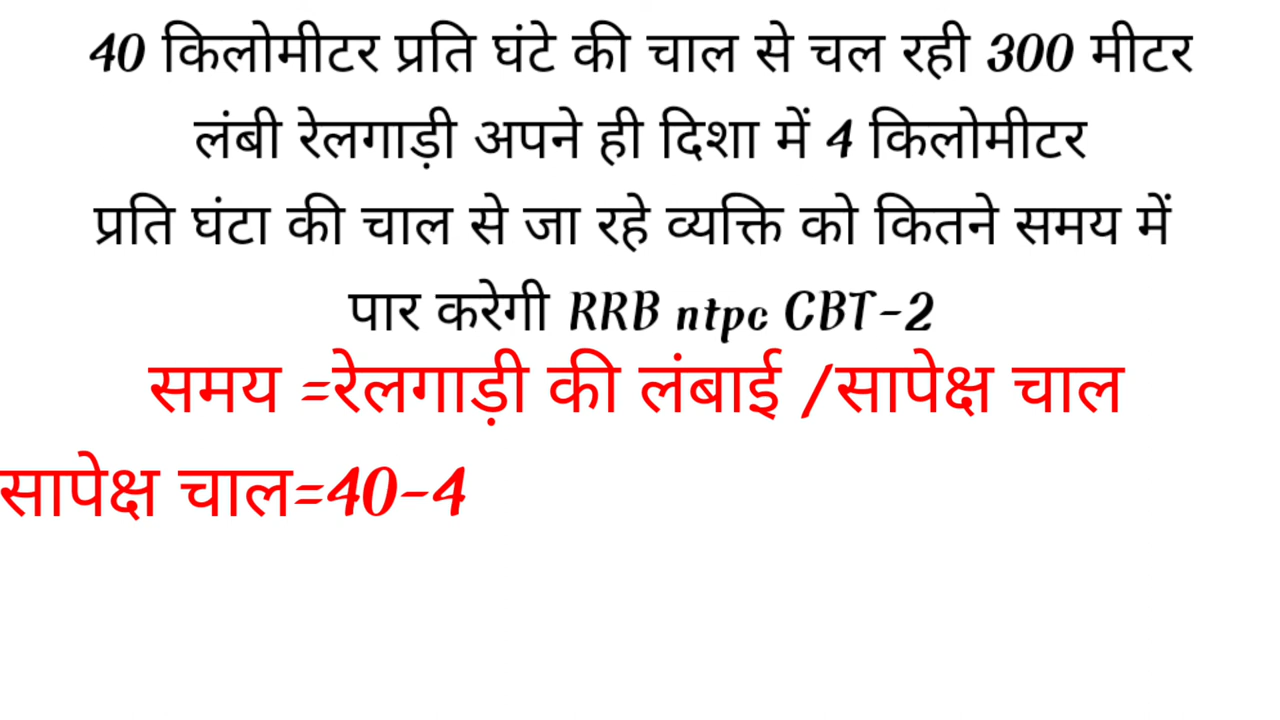 40 किलोमीटर प्रति घंटे की चाल से चल रही 300 मीटर
लंबी रेलगाड़ी अपने ही दिशा में 4 किलोमीटर
प्रति घंटा की चाल से जा रहे व्यक्ति को कितने समय में
पार करेगी RRB ntpc CBT-2
समय =रेलगाड़ी की लंबाई /सापेक्ष चाल
सापेक्ष चाल=40-4